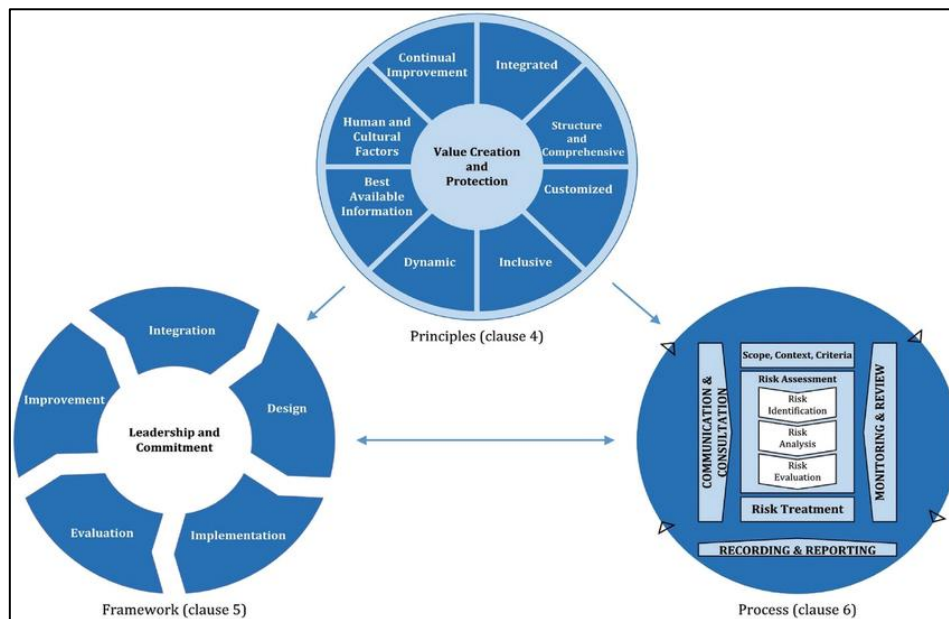 Continual
Improvement
Integrated
Human and
Cultural
Factors
Structure
and
Comprehensive
Value Creation
and
Protection
Best
Available
Information
Customized
Dynamic
Inclusive
Principles (clause 4)
Integration
Improvement
Design
Leadership and
Commitment
Evaluation
Implementation
Framework (clause 5)
Scope, Context, Criteria
COMMUNICATION &
CONSULTATION
Risk Assessment
Risk
Identification
Risk
Analysis
Risk
Evaluation
MONITORING & REVIEW
Risk Treatment
RECORDING & REPORTING
Process (clause 6)